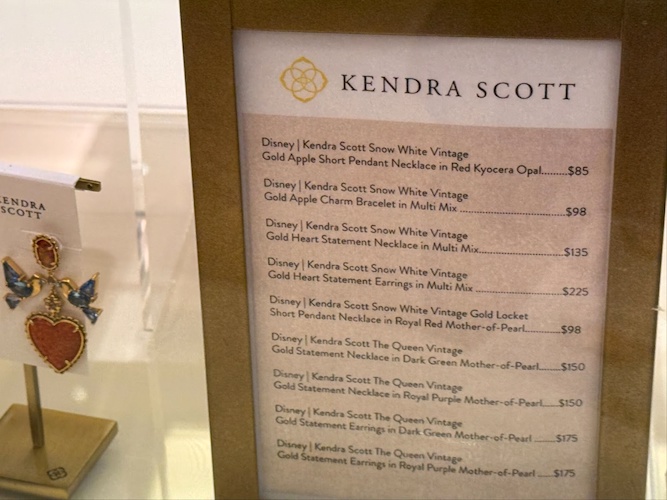 KENDRA SCOTT
Disney | Kendra Scott Snow White Vintage
Gold Apple Short Pendant Necklace in Red Kyocera Opal.........$85
Disney | Kendra Scott Snow White Vintage
Gold Apple Charm Bracelet in Multi Mix ....................................$98
Disney | Kendra Scott Snow White Vintage
Gold Heart Statement Necklace in Multi Mix............................$135
Disney | Kendra Scott Snow White Vintage
Gold Heart Statement Earrings in Multi Mix .............................$225
Disney | Kendra Scott Snow White Vintage Gold Locket
Short Pendant Necklace in Royal Red Mother-of-Pearl............$98
Disney | Kendra Scott The Queen Vintage
Gold Statement Necklace in Dark Green Mother-of-Pearl.......$150
Disney | Kendra Scott The Queen Vintage
Gold Statement Necklace in Royal Purple Mother-of-Pearl.....$150
Disney | Kendra Scott The Queen Vintage
Gold Statement Earrings in Dark Green Mother-of-Pearl ......$175
Disney | Kendra Scott The Queen Vintage
Gold Statement Earrings in Royal Purple Mother-of-Pearl ....$175
KENDRA
SCOTT